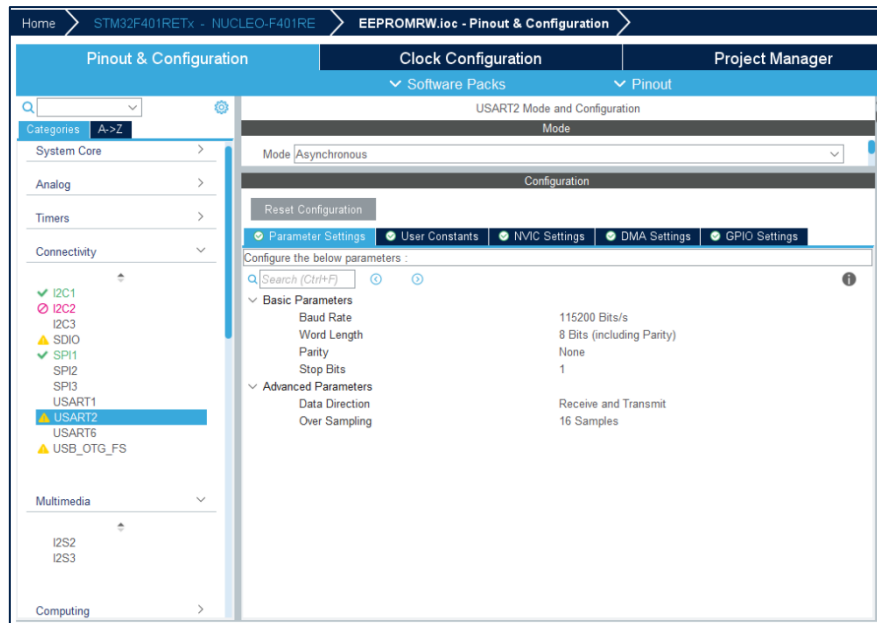 Home STM32F401RETx - NUCLEO-F401RE EEPROMRW.ioc - Pinout & Configuration
Pinout & Configuration Clock Configuration Project Manager
Software Packs Pinout
USART2 Mode and Configuration
Categories A->Z
Mode
System Core
Mode Asynchronous
Analog
Configuration
Timers
Reset Configuration
Parameter Settings User Constants NVIC Settings DMA Settings GPIO Settings
Connectivity
Configure the below parameters :
Search (Ctrl+F)
I2C1
I2C2
I2C3
SDIO
SPI1
SPI2
SPI3
USART1
USART2
USART6
USB_OTG_FS
Basic Parameters
Baud Rate 115200 Bits/s
Word Length 8 Bits (including Parity)
Parity None
Stop Bits 1
Advanced Parameters
Data Direction Receive and Transmit
Over Sampling 16 Samples
Multimedia
I2S2
I2S3
Computing